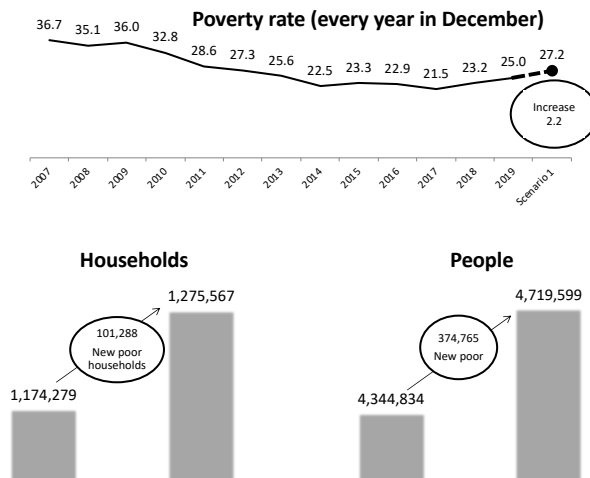 Poverty rate (every year in December)
36.7 35.1 36.0 32.8 28.6 27.3 25.6 22.5 23.3 22.9 21.5 23.2 25.0 27.2
Increase
2.2
2007 2008 2009 2010 2011 2012 2013 2014 2015 2016 2017 2018 2019 Scenario 1
Households
1,275,567
101,288
New poor
households
1,174,279
People
4,719,599
374,765
New poor
4,344,834